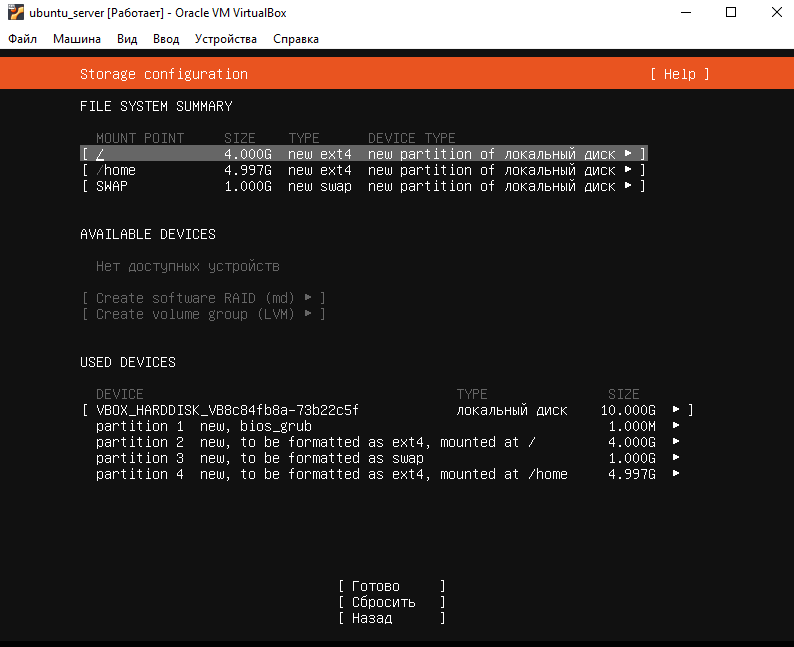 ubuntu_server [Работает] - Oracle VM VirtualBox
Файл Машина Вид Ввод Устройства Справка
Storage configuration [ Help ]
FILE SYSTEM SUMMARY
MOUNT POINT SIZE TYPE DEVICE TYPE
[ / 4.000G new ext4 new partition of локальный диск ▸ ]
[ /home 4.997G new ext4 new partition of локальный диск ▸ ]
[ SWAP 1.000G new swap new partition of локальный диск ▸ ]
AVAILABLE DEVICES
Нет доступных устройств
[ Create software RAID (md) ▸ ]
[ Create volume group (LVM) ▸ ]
USED DEVICES
DEVICE TYPE SIZE
[ VBOX_HARDDISK_VB8c84fb8a-73b22c5f локальный диск 10.000G ▸ ]
partition 1 new, bios_grub 1.000M ▸
partition 2 new, to be formatted as ext4, mounted at / 4.000G ▸
partition 3 new, to be formatted as swap 1.000G ▸
partition 4 new, to be formatted as ext4, mounted at /home 4.997G ▸
[ Готово ]
[ Сбросить ]
[ Назад ]